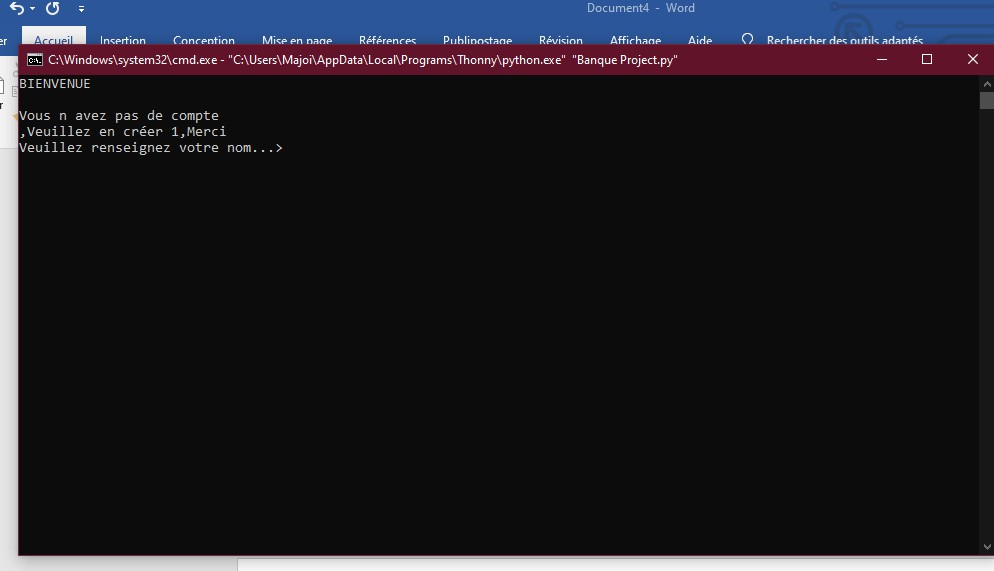 Document4 - Word
er Accueil Insertion Conception Mise en page Références Publipostage Révision Affichage Aide Rechercher des outils adaptés
C:\Windows\system32\cmd.exe - "C:\Users\Majoi\AppData\Local\Programs\Thonny\python.exe" "Banque Project.py"
BIENVENUE
Vous n avez pas de compte
,Veuillez en créer 1,Merci
Veuillez renseignez votre nom...>